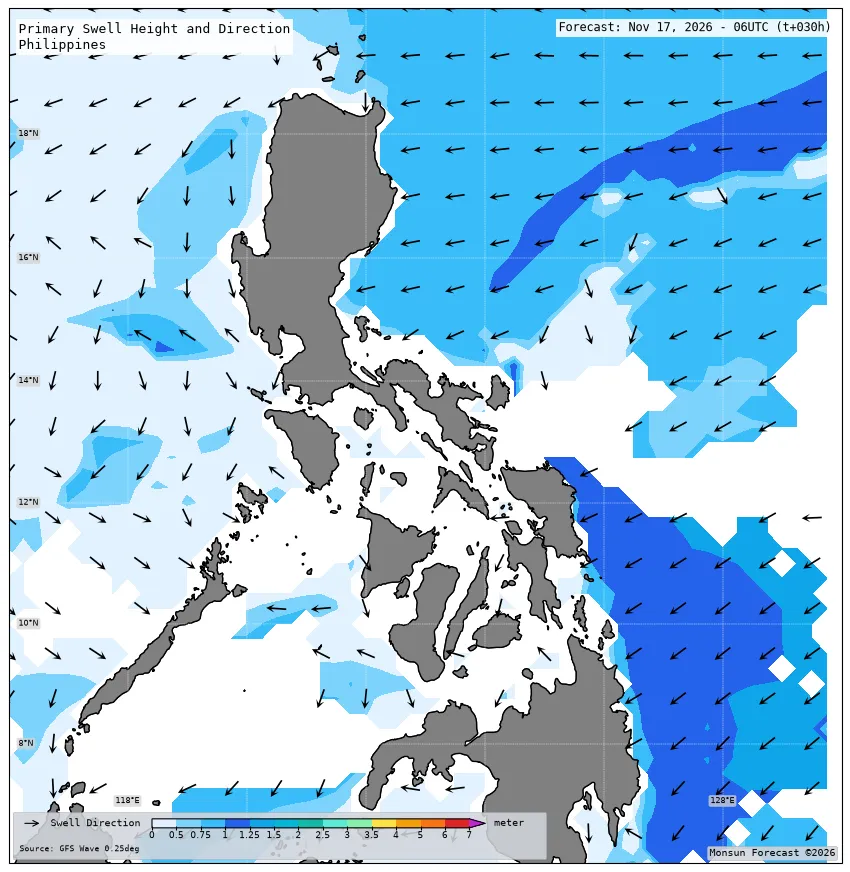 Primary Swell Height and Direction
Philippines
Forecast: Nov 17, 2026 - 06UTC (t+030h)
18°N
16°N
14°N
12°N
10°N
8°N
118°E
128°E
Swell Direction
meter
0 0.5 0.75 1 1.25 1.5 2 2.5 3 3.5 4 5 6 7
Source: GFS Wave 0.25deg
Monsun Forecast ©2026